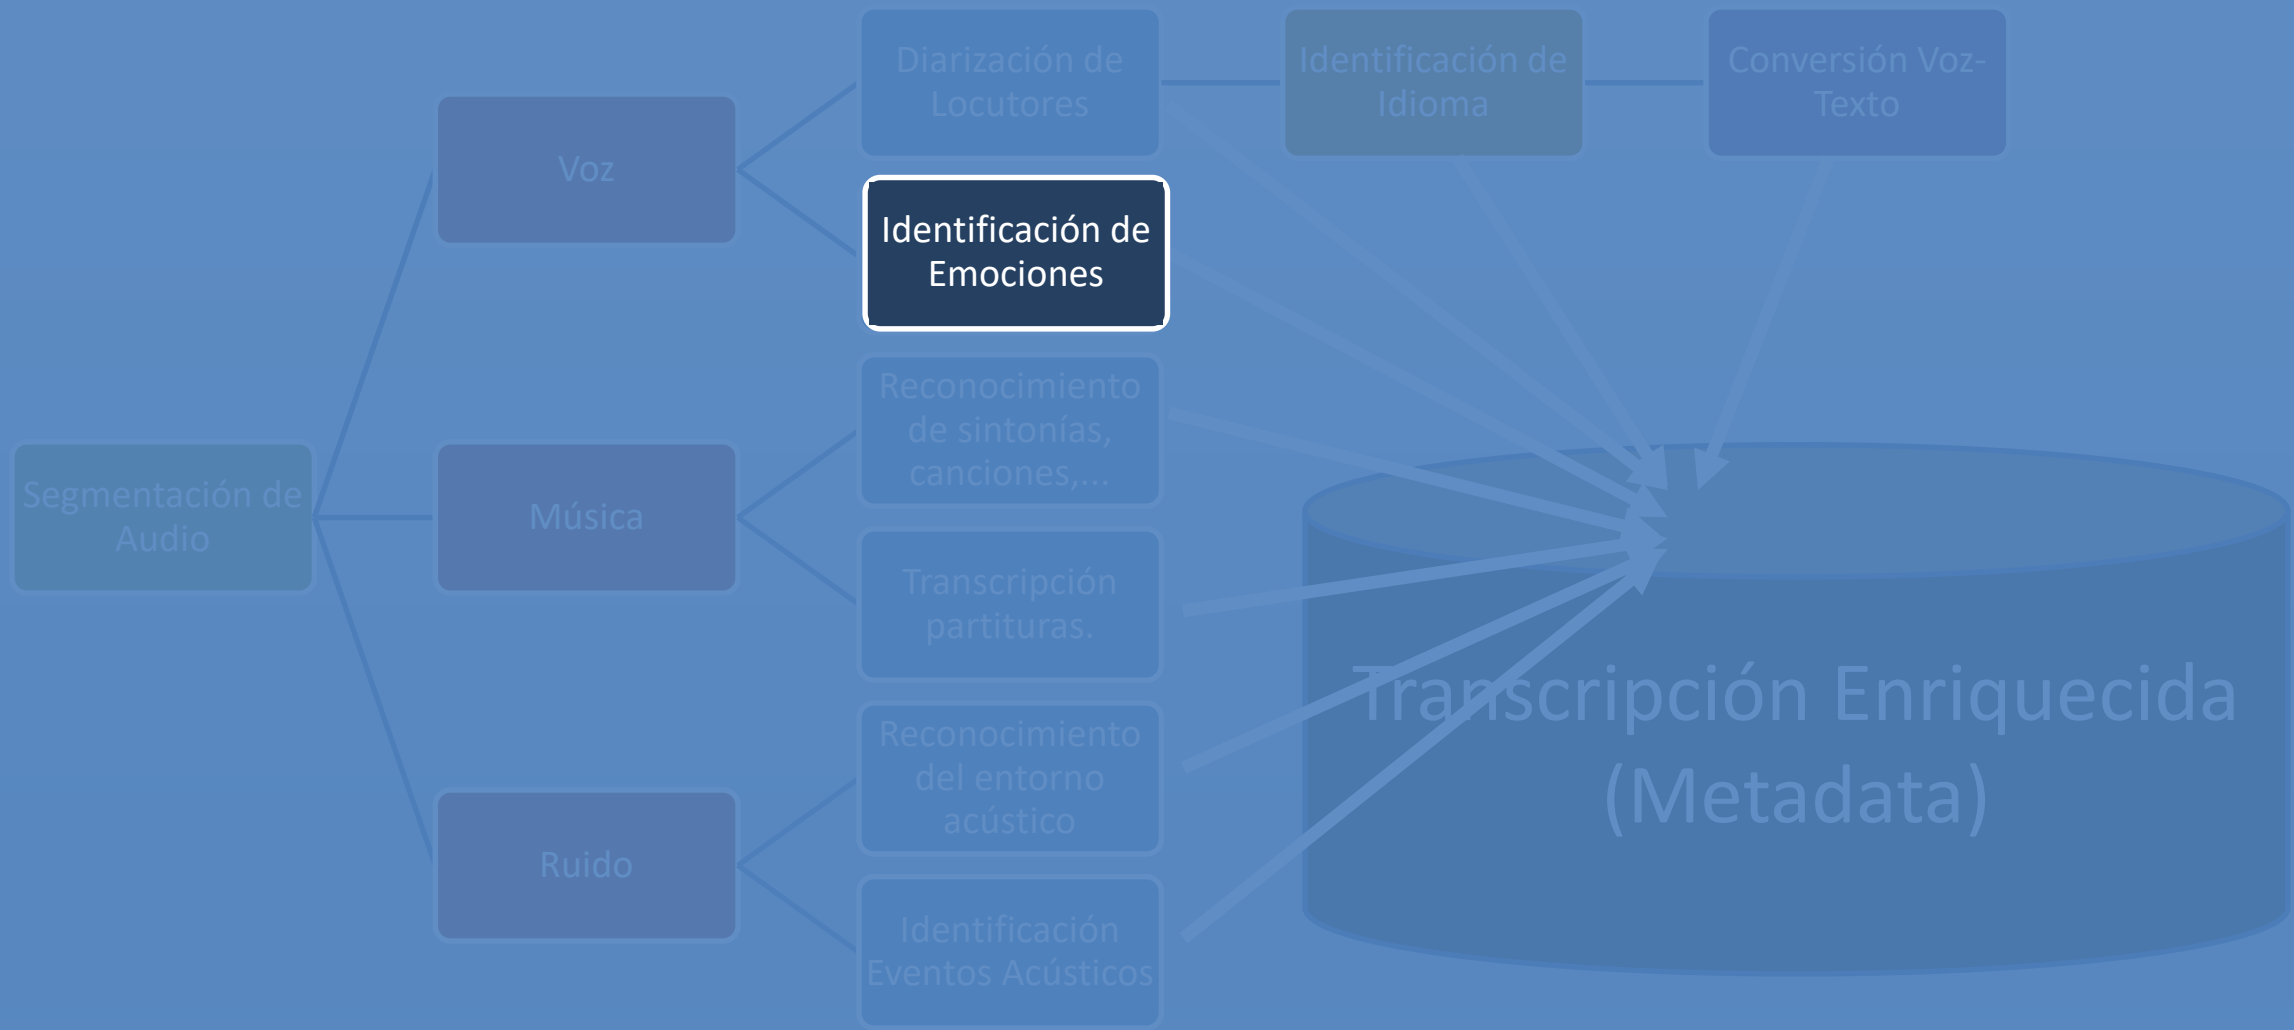 Diarización de
Locutores
Identificación de
Idioma
Conversión Voz-
Texto
Voz
Identificación de
Emociones
Reconocimiento
de sintonías,
canciones,...
Segmentación de
Audio
Música
Transcripción
partituras.
Transcripción Enriquecida
(Metadata)
Reconocimiento
del entorno
acústico
Ruido
Identificación
Eventos Acústicos